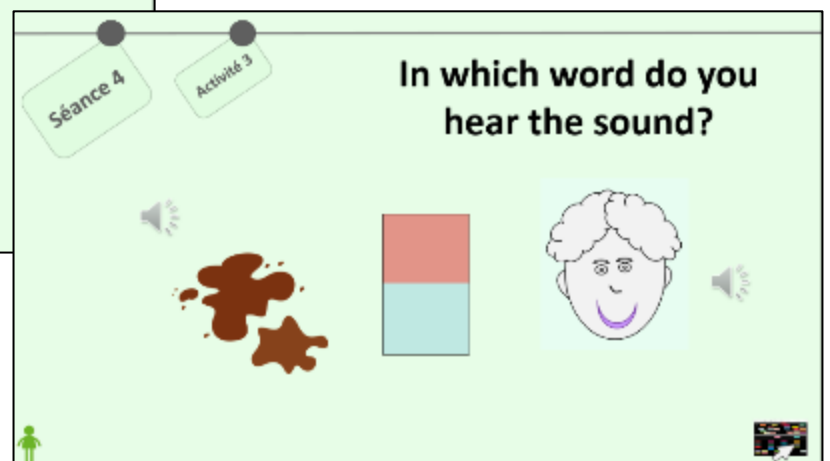 Séance 4
Activité 3
In which word do you
hear the sound?